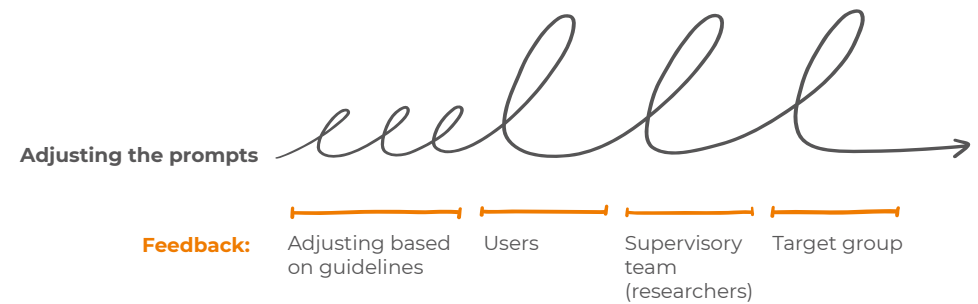 Adjusting the prompts
Feedback:
Adjusting based
on guidelines
Users
Supervisory
team
(researchers)
Target group